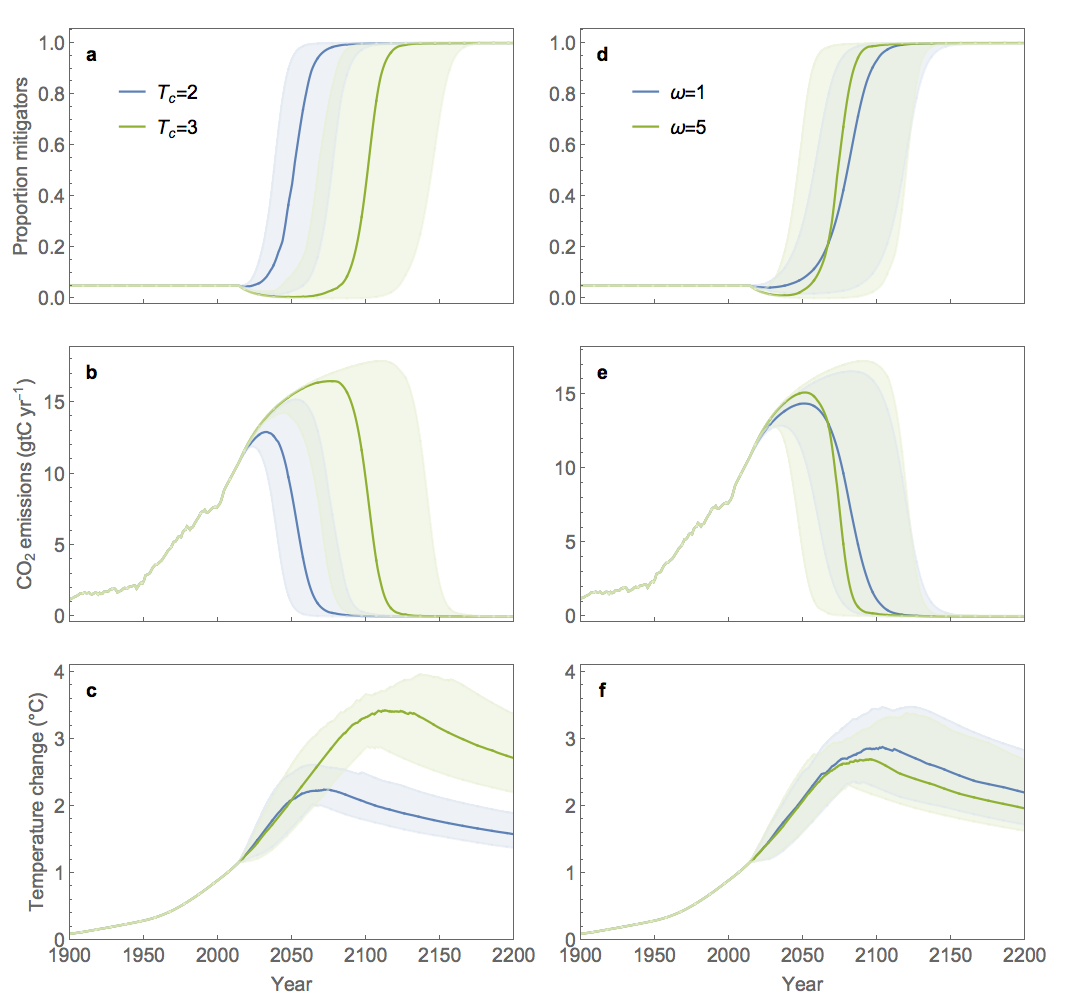 a
T_c=2
T_c=3
Proportion mitigators
1.0
0.8
0.6
0.4
0.2
0.0
d
ω=1
ω=5
1.0
0.8
0.6
0.4
0.2
0.0
b
CO₂ emissions (gtC yr⁻¹)
15
10
5
0
e
15
10
5
0
c
Temperature change (°C)
4
3
2
1
0
1900 1950 2000 2050 2100 2150 2200
Year
f
4
3
2
1
0
1900 1950 2000 2050 2100 2150 2200
Year